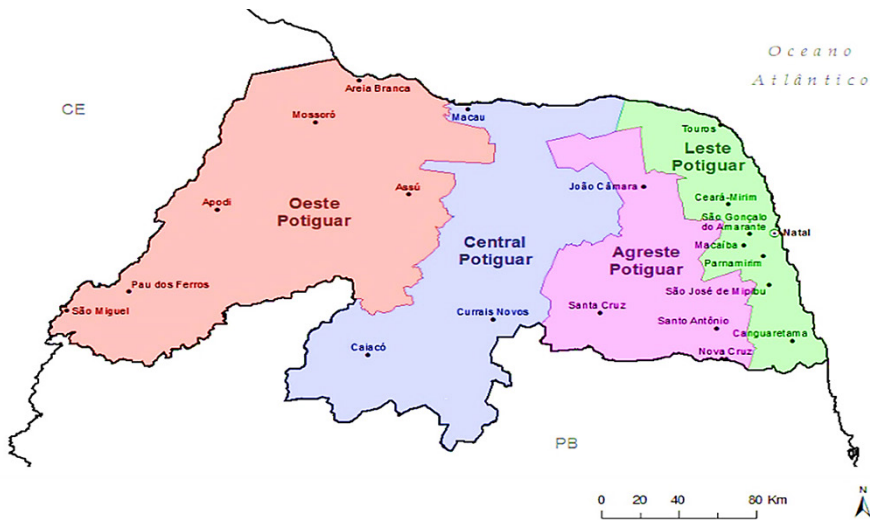 Oceano
Atlântico
CE
Areia Branca
Mossoró
Macau
Touros
Leste
Potiguar
João Câmara
Assú
Apodi
Oeste
Potiguar
Ceará-Mirim
São Gonçalo
do Amarante
Natal
Macaíba
Parnamirim
Central
Potiguar
Agreste
Potiguar
Pau dos Ferros
São José de Mipibu
São Miguel
Currais Novos
Santa Cruz
Santo Antônio
Canguaretama
Caiacó
Nova Cruz
PB
N
0 20 40 80 Km